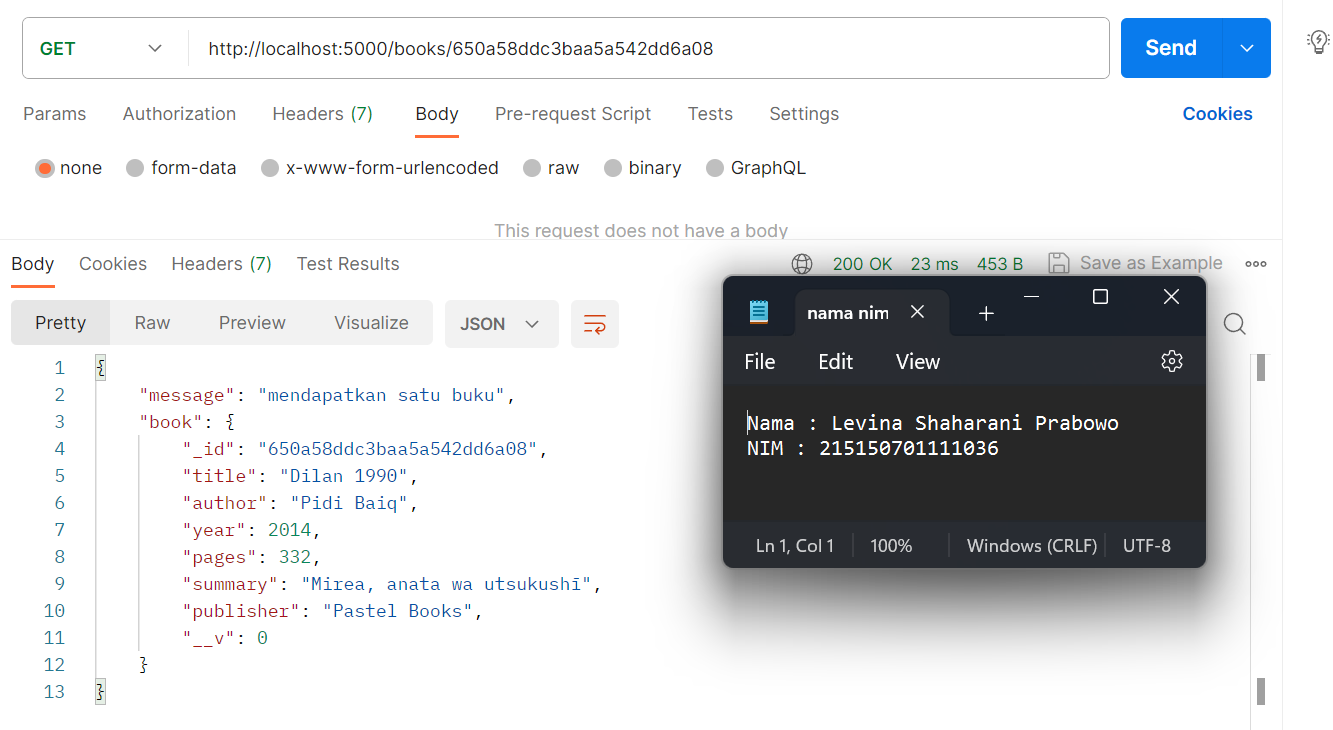 GET http://localhost:5000/books/650a58ddc3baa5a542dd6a08 Send
Params Authorization Headers (7) Body Pre-request Script Tests Settings Cookies
none form-data x-www-form-urlencoded raw binary GraphQL
This request does not have a body
Body Cookies Headers (7) Test Results 200 OK 23 ms 453 B Save as Example
Pretty Raw Preview Visualize JSON
1 {
2 "message": "mendapatkan satu buku",
3 "book": {
4 "_id": "650a58ddc3baa5a542dd6a08",
5 "title": "Dilan 1990",
6 "author": "Pidi Baiq",
7 "year": 2014,
8 "pages": 332,
9 "summary": "Mirea, anata wa utsukushī",
10 "publisher": "Pastel Books",
11 "__v": 0
12 }
13 }
nama nim
File Edit View
Nama : Levina Shaharani Prabowo
NIM : 215150701111036
Ln 1, Col 1 100% Windows (CRLF) UTF-8